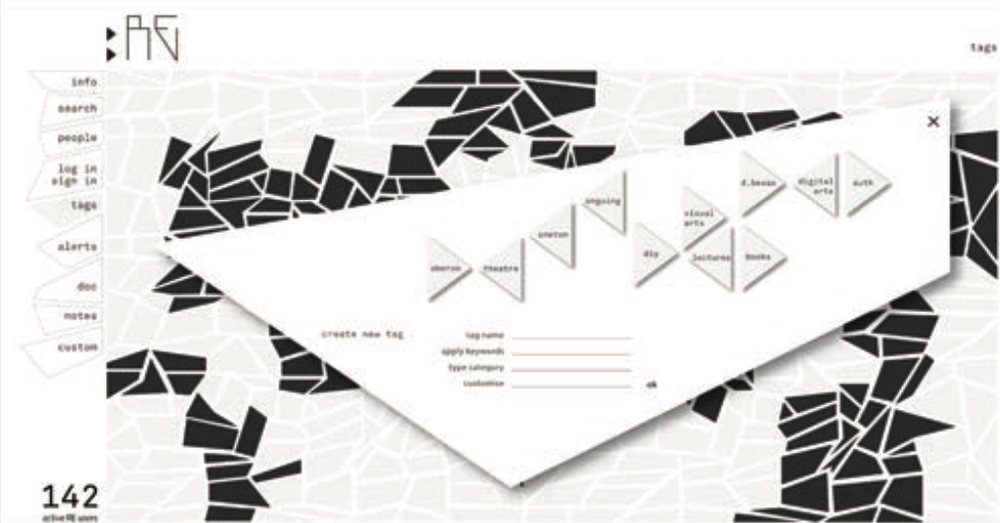 RE
tags
info
search
people
log in
sign in
tags
alerts
doc
notes
custom
ongoing
theatre
visual
arts
digital
arts
auth
diy
lectures
books
create new tag
tag name
apply keywords
type category
customise
ok
142
active RE users